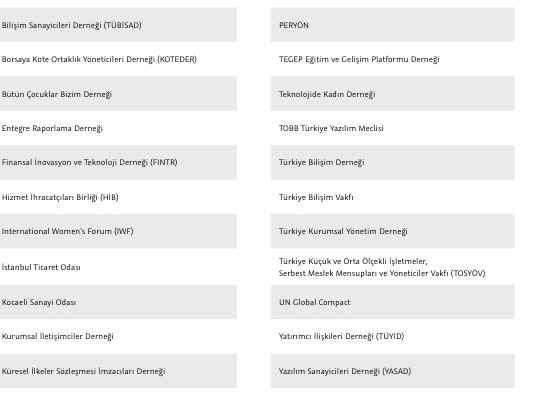 Bilişim Sanayicileri Derneği (TÜBİSAD)
Borsaya Kote Ortaklık Yöneticileri Derneği (KOTEDER)
Bütün Çocuklar Bizim Derneği
Entegre Raporlama Derneği
Finansal İnovasyon ve Teknoloji Derneği (FINTR)
Hizmet İhracatçıları Birliği (HİB)
International Women's Forum (IWF)
İstanbul Ticaret Odası
Kocaeli Sanayi Odası
Kurumsal İletişimciler Derneği
Küresel İlkeler Sözleşmesi İmzacıları Derneği
PERYÖN
TEGEP Eğitim ve Gelişim Platformu Derneği
Teknolojide Kadın Derneği
TOBB Türkiye Yazılım Meclisi
Türkiye Bilişim Derneği
Türkiye Bilişim Vakfı
Türkiye Kurumsal Yönetim Derneği
Türkiye Küçük ve Orta Ölçekli İşletmeler,
Serbest Meslek Mensupları ve Yöneticiler Vakfı (TOSYÖV)
UN Global Compact
Yatırımcı İlişkileri Derneği (TÜYİD)
Yazılım Sanayicileri Derneği (YASAD)